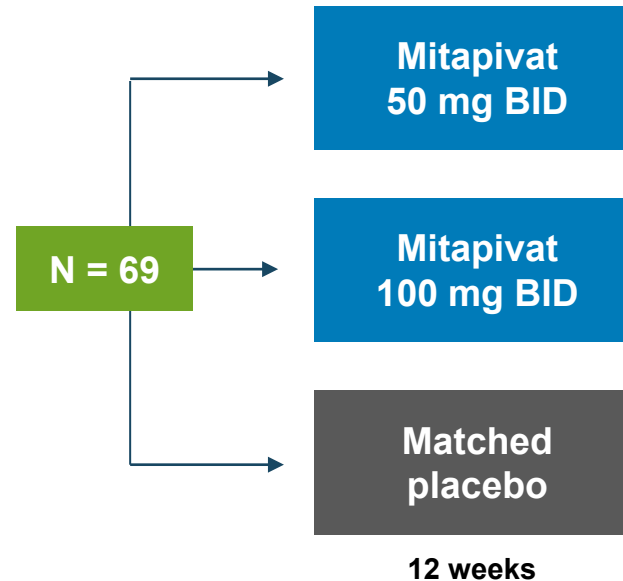 Mitapivat
50 mg BID
N = 69
Mitapivat
100 mg BID
Matched
placebo
12 weeks